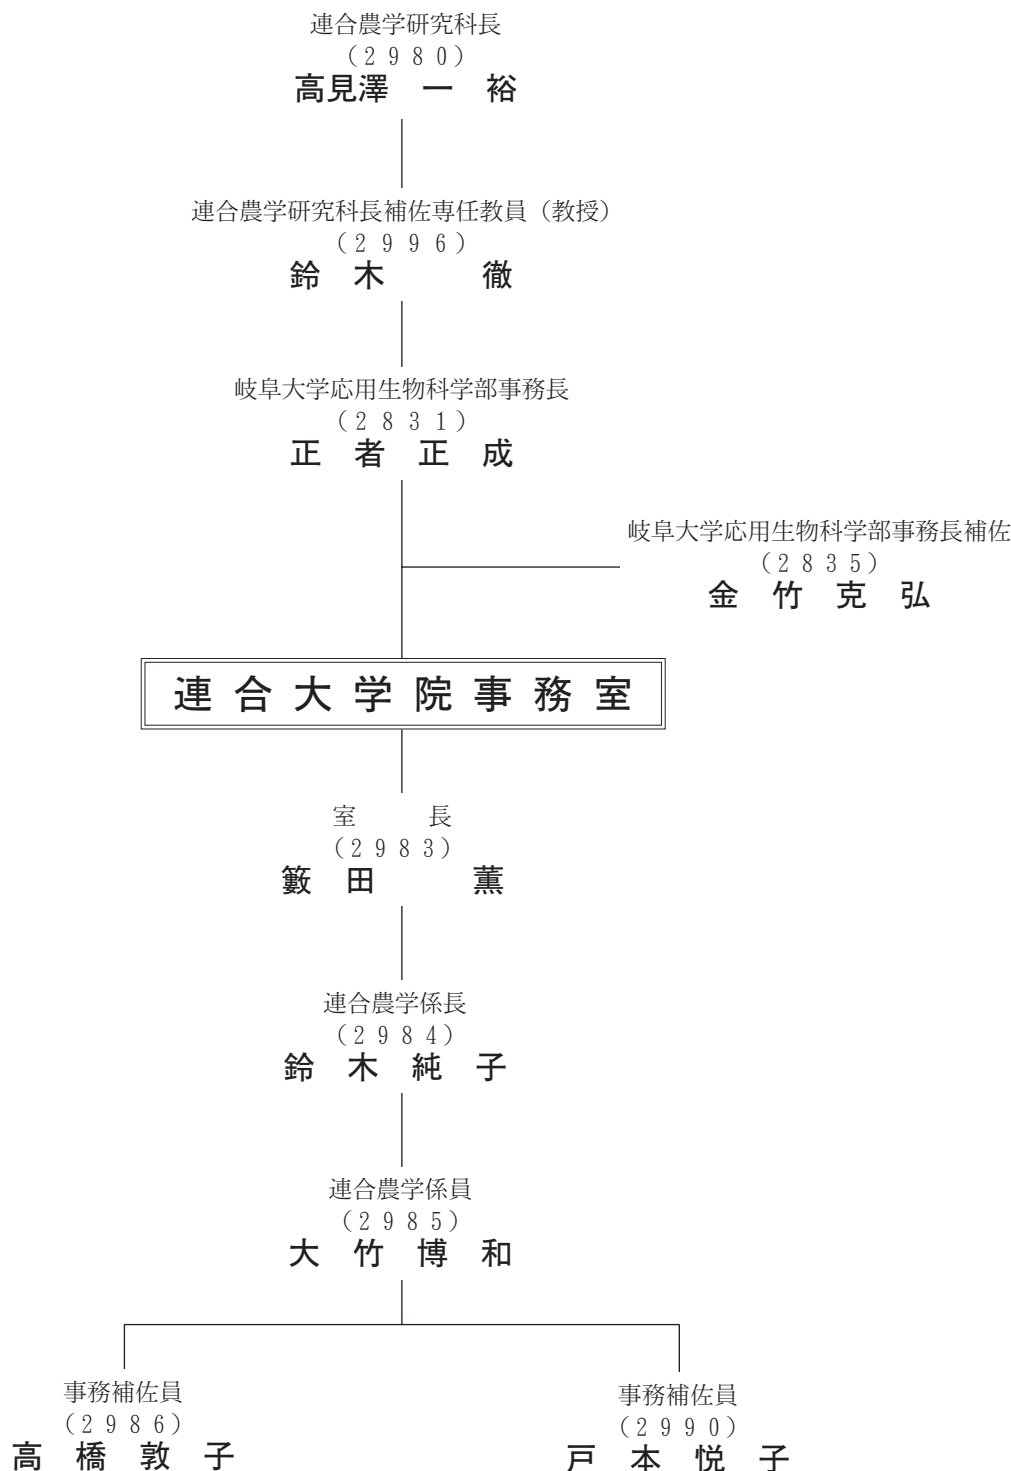 連合農学研究科長
(2980)
高見澤 一 裕
連合農学研究科長補佐専任教員(教授)
(2996)
鈴 木 徹
岐阜大学応用生物科学部事務長
(2831)
正 者 正 成
岐阜大学応用生物科学部事務長補佐
(2835)
金 竹 克 弘
連合大学院事務室
室 長
(2983)
籔 田 薫
連合農学係長
(2984)
鈴 木 純 子
連合農学係員
(2985)
大 竹 博 和
事務補佐員
(2986)
高 橋 敦 子
事務補佐員
(2990)
戸 本 悦 子